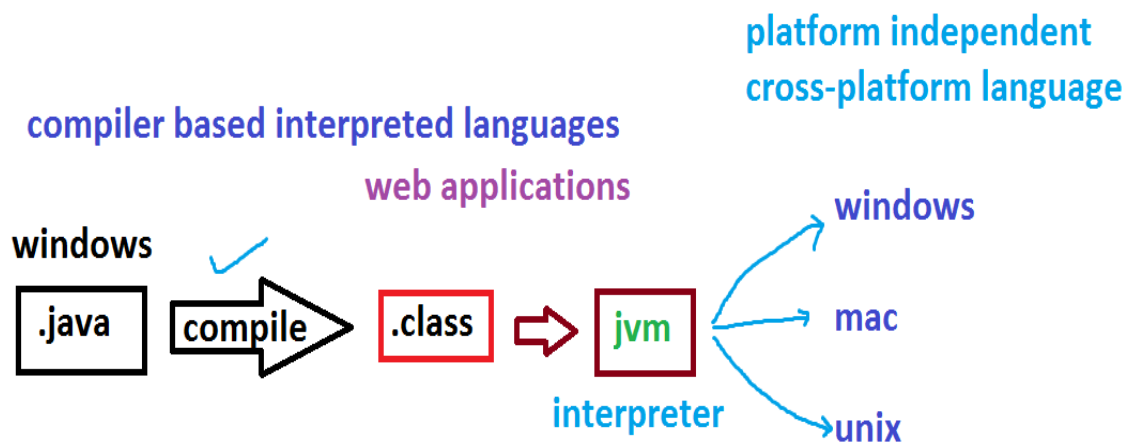 platform independent
cross-platform language
compiler based interpreted languages
web applications
windows
windows
.java
compile
.class
jvm
mac
interpreter
unix